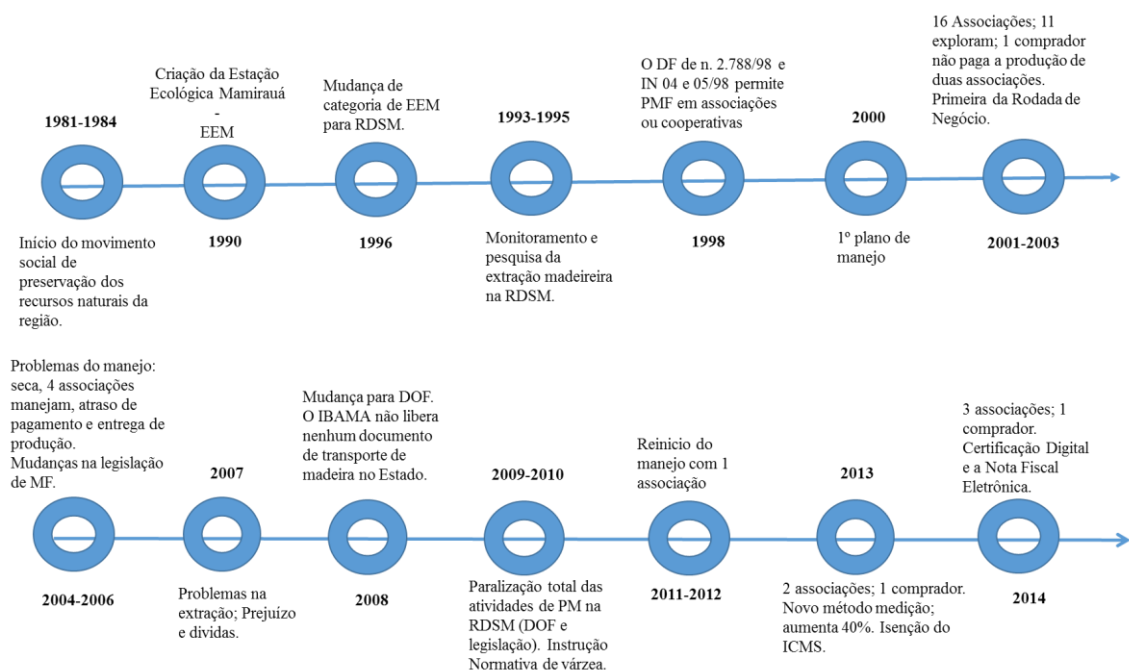 1981-1984
Início do movimento
social de
preservação dos
recursos naturais da
região.
Criação da Estação
Ecológica Mamirauá
-
EEM
1990
Mudança de
categoria de EEM
para RDSM.
1996
1993-1995
Monitoramento e
pesquisa da
extração madeireira
na RDSM.
O DF de n. 2.788/98 e
IN 04 e 05/98 permite
PMF em associações
ou cooperativas
1998
2000
1º plano de
manejo
16 Associações; 11
exploram; 1 comprador
não paga a produção de
duas associações.
Primeira da Rodada de
Negócio.
2001-2003
Problemas do manejo:
seca, 4 associações
manejam, atraso de
pagamento e entrega de
produção.
Mudanças na legislação
de MF.
2004-2006
2007
Problemas na
extração; Prejuízo
e dividas.
Mudança para DOF.
O IBAMA não libera
nenhum documento
de transporte de
madeira no Estado.
2008
2009-2010
Paralização total das
atividades de PM na
RDSM (DOF e
legislação). Instrução
Normativa de várzea.
Reinicio do
manejo com 1
associação
2011-2012
2013
2 associações; 1 comprador.
Novo método medição;
aumenta 40%. Isenção do
ICMS.
3 associações; 1
comprador.
Certificação Digital
e a Nota Fiscal
Eletrônica.
2014